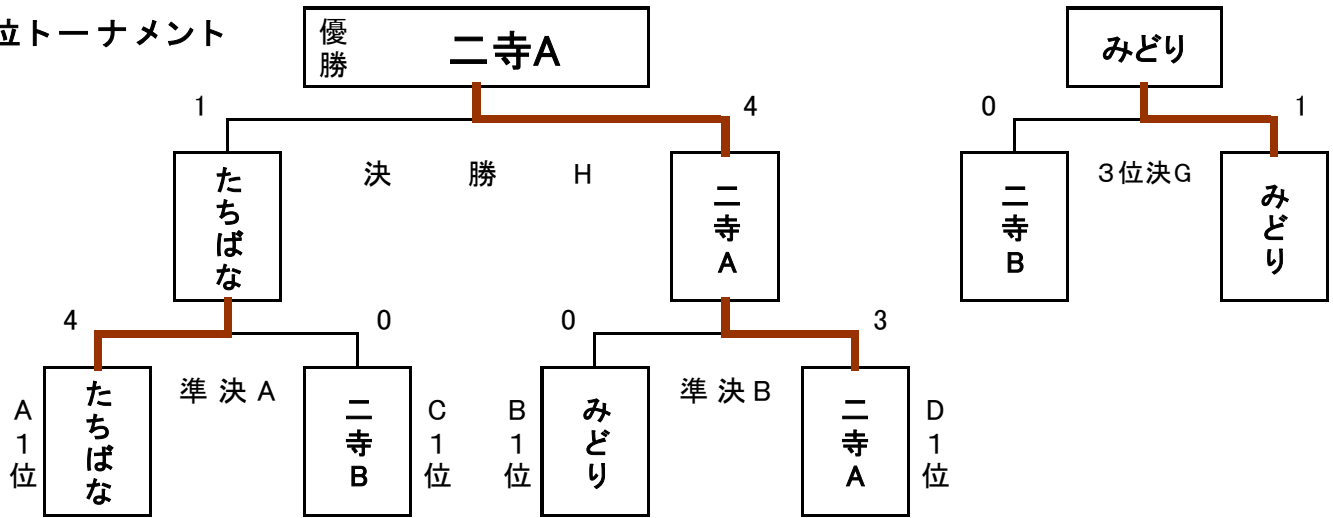 位トーナメント
優勝 二寺A
みどり
1
4
0
1
たちばな
決勝H
二寺A
二寺B
3位決G
みどり
4
0
0
3
A1位
たちばな
準決A
二寺B
C1位
B1位
みどり
準決B
二寺A
D1位